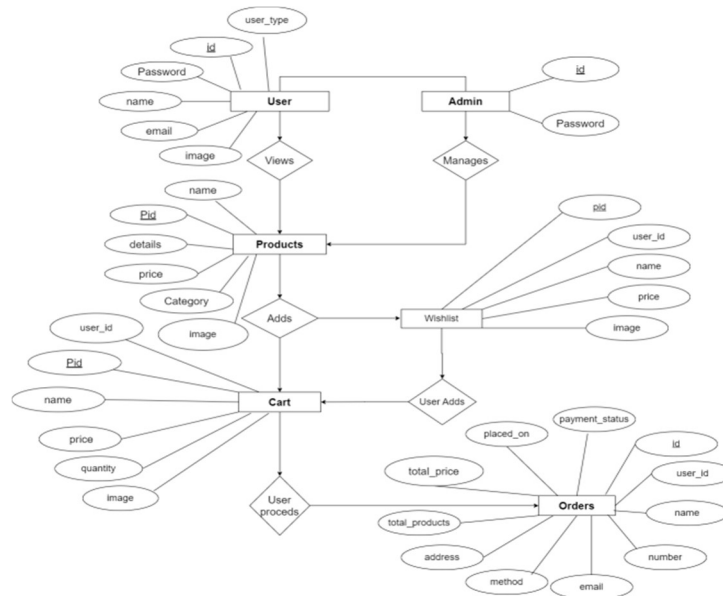 user_type
id
Password
name
email
image
User
Admin
id
Password
Views
Manages
name
Pid
details
price
Category
image
Products
pid
user_id
name
price
image
Wishlist
Adds
user_id
Pid
name
price
quantity
image
Cart
User Adds
User
proceds
placed_on
payment_status
id
user_id
name
number
email
method
address
total_products
total_price
Orders